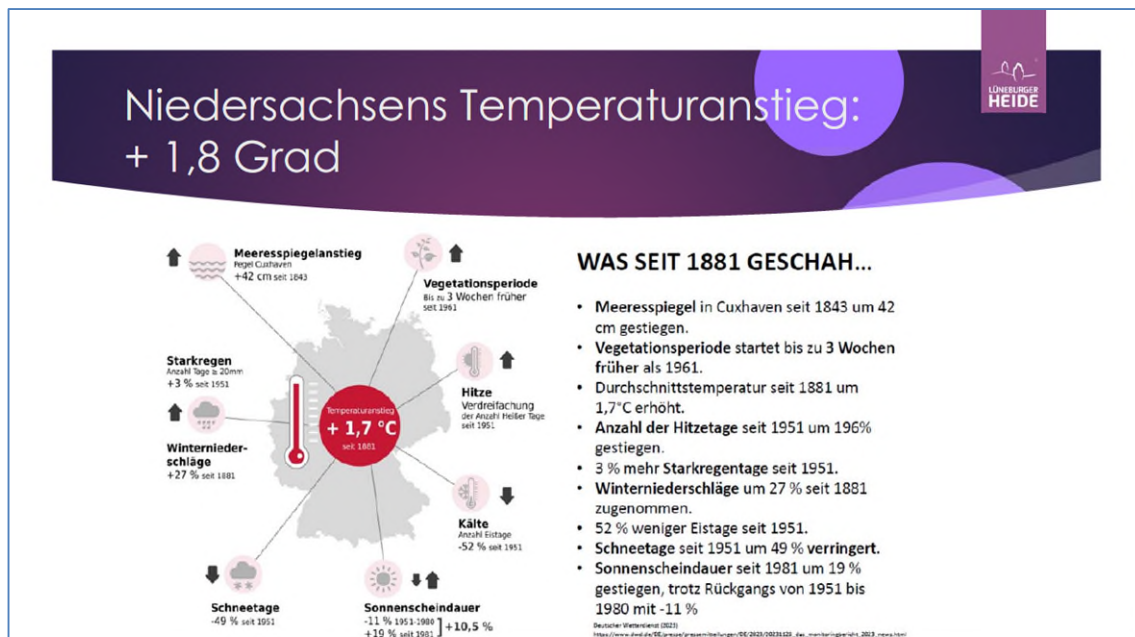 LÜNEBURGER
HEIDE
Niedersachsens Temperaturanstieg:
+ 1,8 Grad
Meeresspiegelanstieg
Pegel Cuxhaven
+42 cm seit 1843
Vegetationsperiode
Bis zu 3 Wochen früher
seit 1961
Starkregen
Anzahl Tage ≥ 20mm
+3 % seit 1951
Hitze
Verdreifachung
der Anzahl Heißer Tage
seit 1951
Temperaturanstieg
+ 1,7 °C
seit 1881
Winternieder-
schläge
+27 % seit 1881
Kälte
Anzahl Eistage
-52 % seit 1951
Schneetage
-49 % seit 1951
Sonnenscheindauer
-11 % 1951-1980
+19 % seit 1981
+10,5 %
WAS SEIT 1881 GESCHAH...
• Meeresspiegel in Cuxhaven seit 1843 um 42
cm gestiegen.
• Vegetationsperiode startet bis zu 3 Wochen
früher als 1961.
• Durchschnittstemperatur seit 1881 um
1,7°C erhöht.
• Anzahl der Hitzetage seit 1951 um 196%
gestiegen.
• 3 % mehr Starkregentage seit 1951.
• Winterniederschläge um 27 % seit 1881
zugenommen.
• 52 % weniger Eistage seit 1951.
• Schneetage seit 1951 um 49 % verringert.
• Sonnenscheindauer seit 1981 um 19 %
gestiegen, trotz Rückgangs von 1951 bis
1980 mit -11 %
Deutscher Wetterdienst (2023)